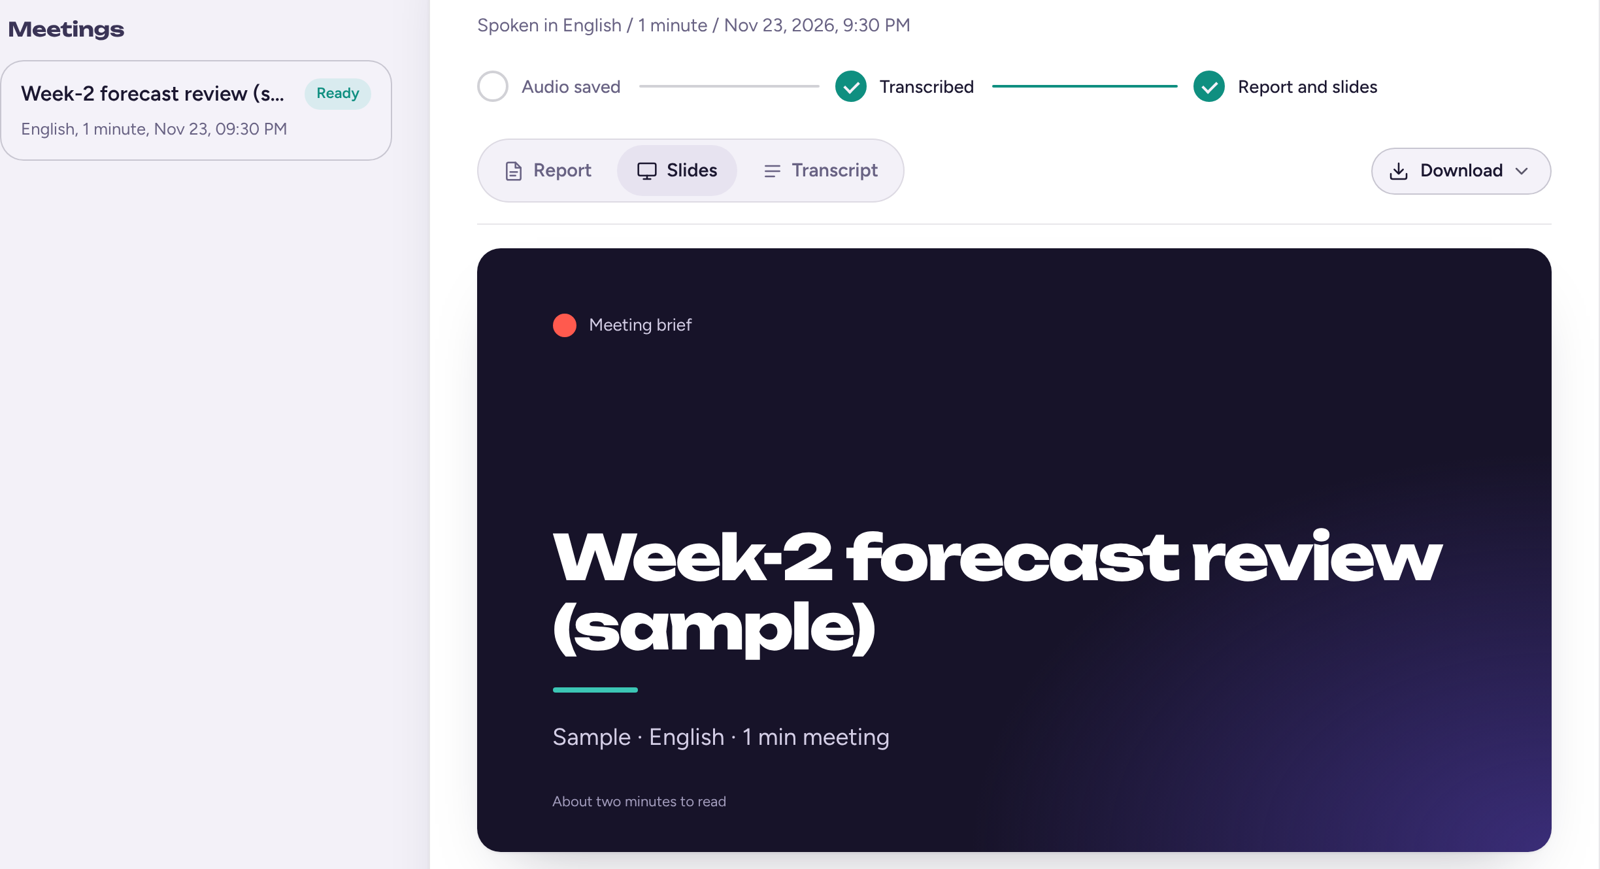 Meetings
Week-2 forecast review (s...
Ready
English, 1 minute, Nov 23, 09:30 PM
Spoken in English / 1 minute / Nov 23, 2026, 9:30 PM
Audio saved
Transcribed
Report and slides
Report
Slides
Transcript
Download
Meeting brief
Week-2 forecast review
(sample)
Sample · English · 1 min meeting
About two minutes to read